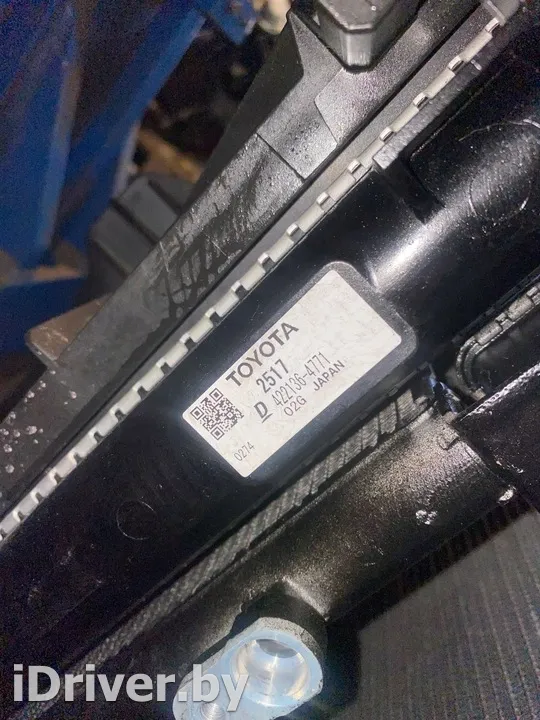 TOYOTA
2517
D 422136-4771
02G JAPAN
0274
iDriver.by